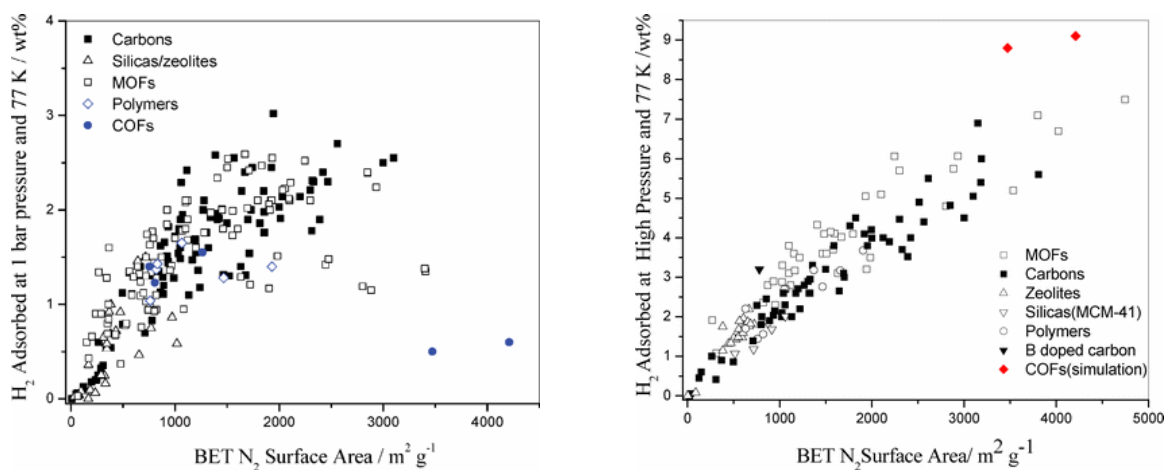 H2 Adsorbed at 1 bar pressure and 77 K / wt%
4
3
2
1
0
Carbons
Silicas/zeolites
MOFs
Polymers
COFs
0 1000 2000 3000 4000
BET N2 Surface Area / m2 g-1
H2 Adsorbed at High Pressure and 77 K /wt%
9
8
7
6
5
4
3
2
1
0
MOFs
Carbons
Zeolites
Silicas(MCM-41)
Polymers
B doped carbon
COFs(simulation)
0 1000 2000 3000 4000 5000
BET N2Surface Area/ m2 g-1